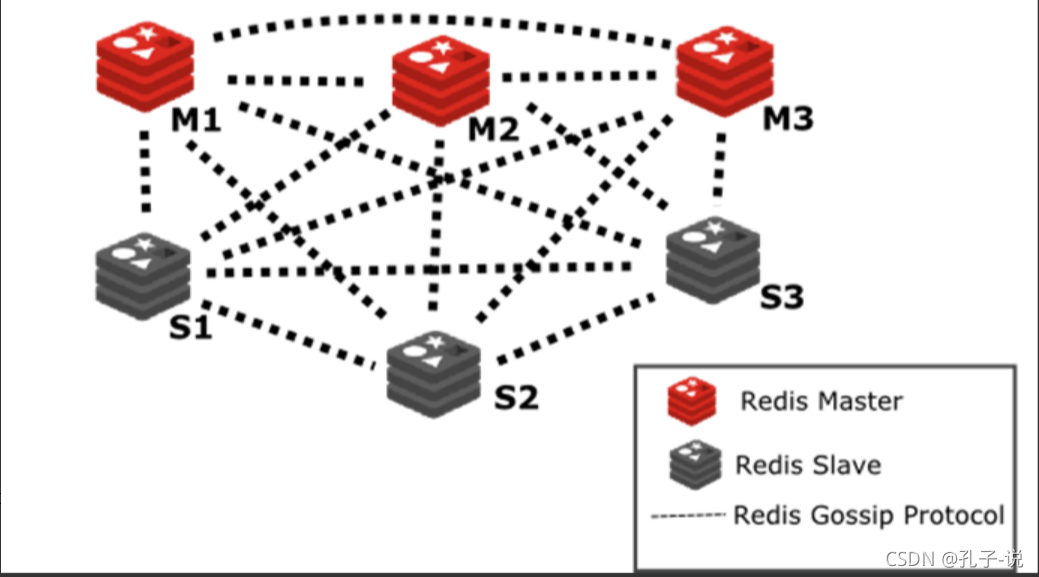 M1
M2
M3
S1
S3
S2
Redis Master
Redis Slave
Redis Gossip Protocol
CSDN @孔子-说